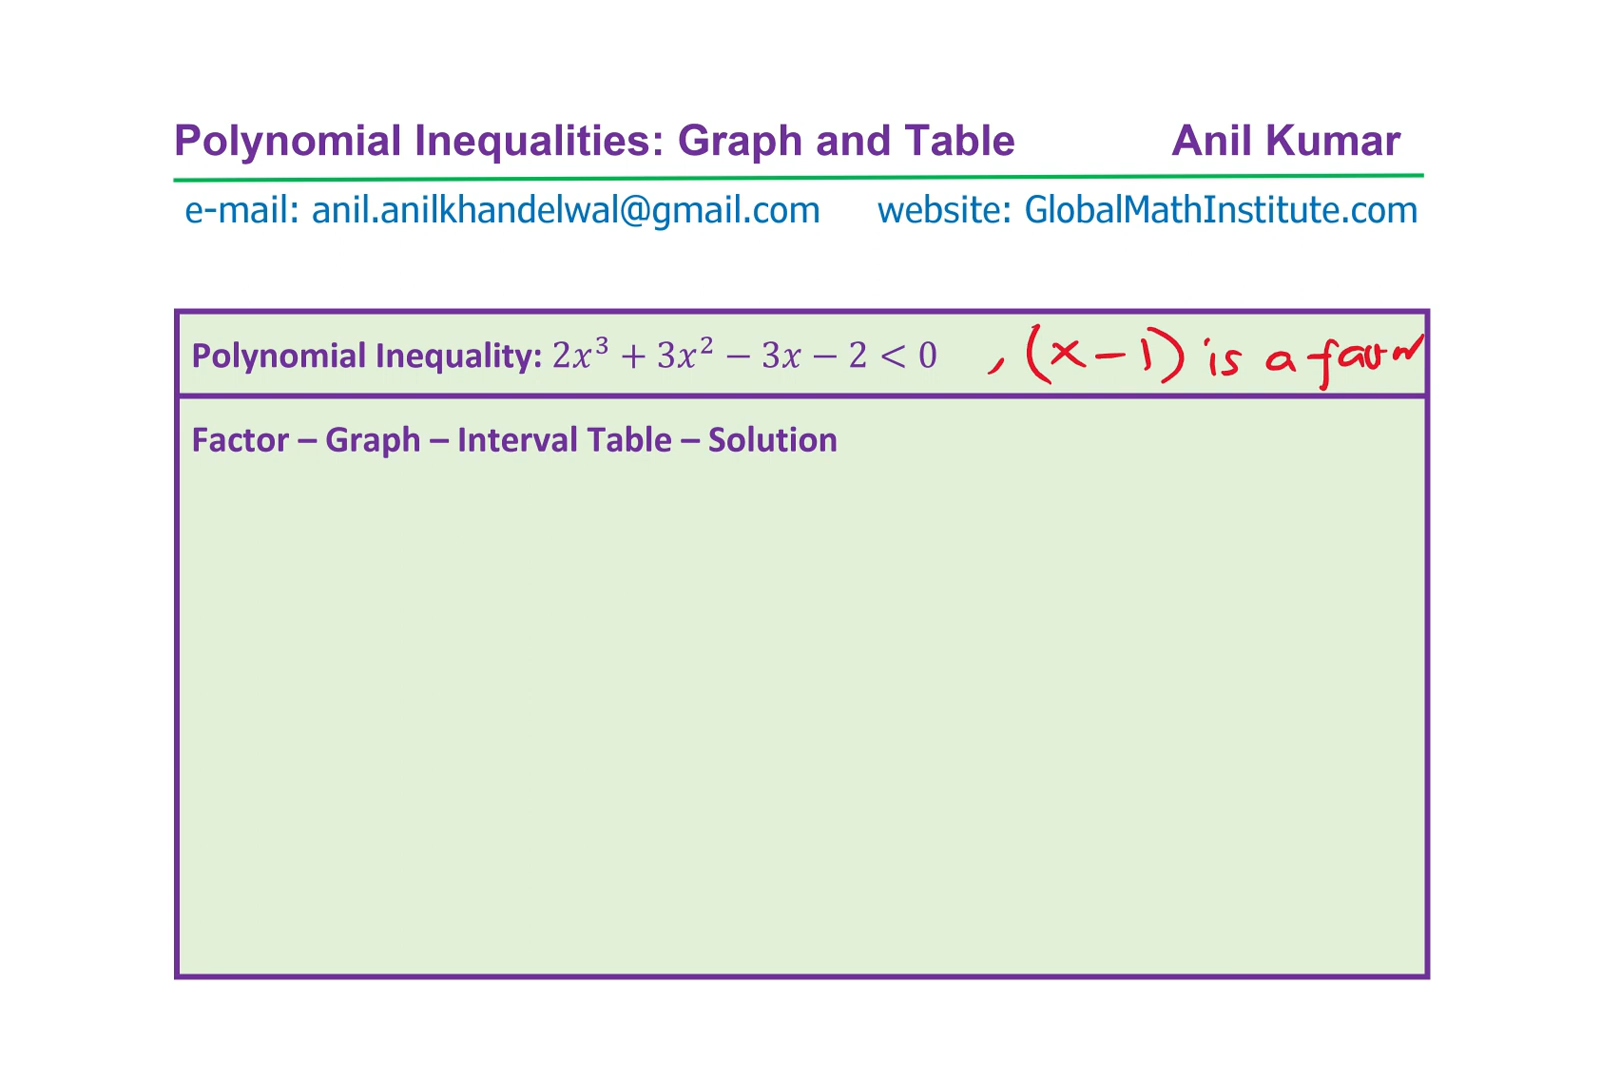 Polynomial Inequalities: Graph and Table Anil Kumar
e-mail: anil.anilkhandelwal@gmail.com website: GlobalMathInstitute.com
Polynomial Inequality: 2x³ + 3x² − 3x − 2 < 0 , (x−1) is a factor
Factor – Graph – Interval Table – Solution